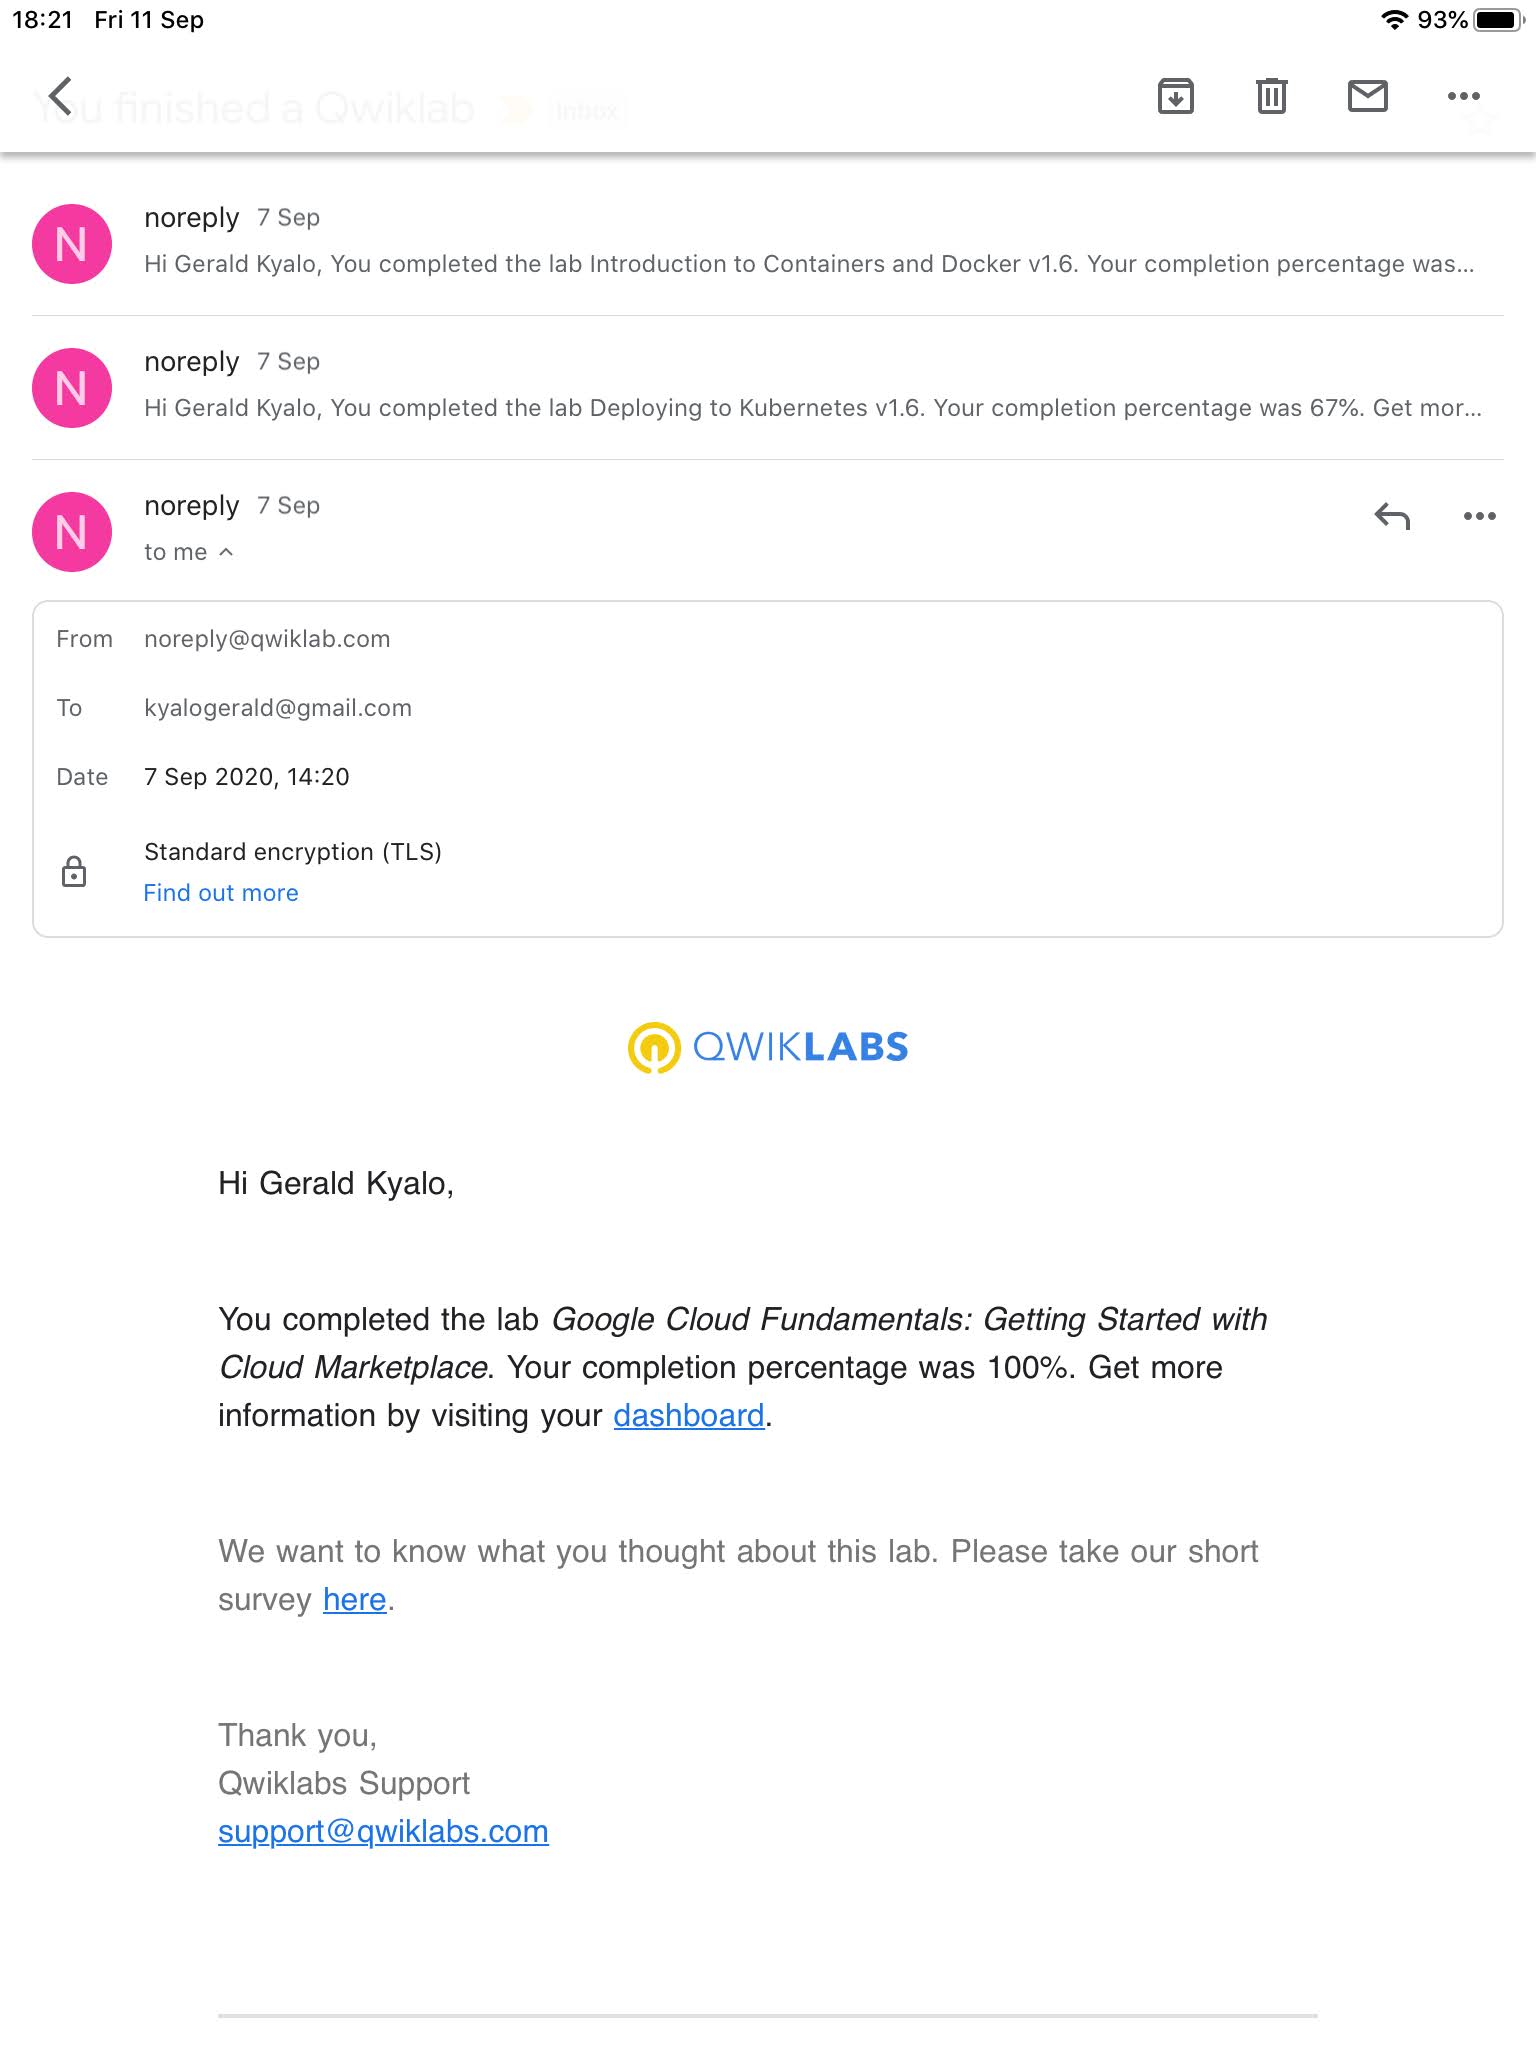 18:21 Fri 11 Sep 93%
You finished a Qwiklab Inbox
N noreply 7 Sep
Hi Gerald Kyalo, You completed the lab Introduction to Containers and Docker v1.6. Your completion percentage was...
N noreply 7 Sep
Hi Gerald Kyalo, You completed the lab Deploying to Kubernetes v1.6. Your completion percentage was 67%. Get mor...
N noreply 7 Sep
to me
From noreply@qwiklab.com
To kyalogerald@gmail.com
Date 7 Sep 2020, 14:20
Standard encryption (TLS)
Find out more
QWIKLABS
Hi Gerald Kyalo,
You completed the lab Google Cloud Fundamentals: Getting Started with
Cloud Marketplace. Your completion percentage was 100%. Get more
information by visiting your dashboard.
We want to know what you thought about this lab. Please take our short
survey here.
Thank you,
Qwiklabs Support
support@qwiklabs.com